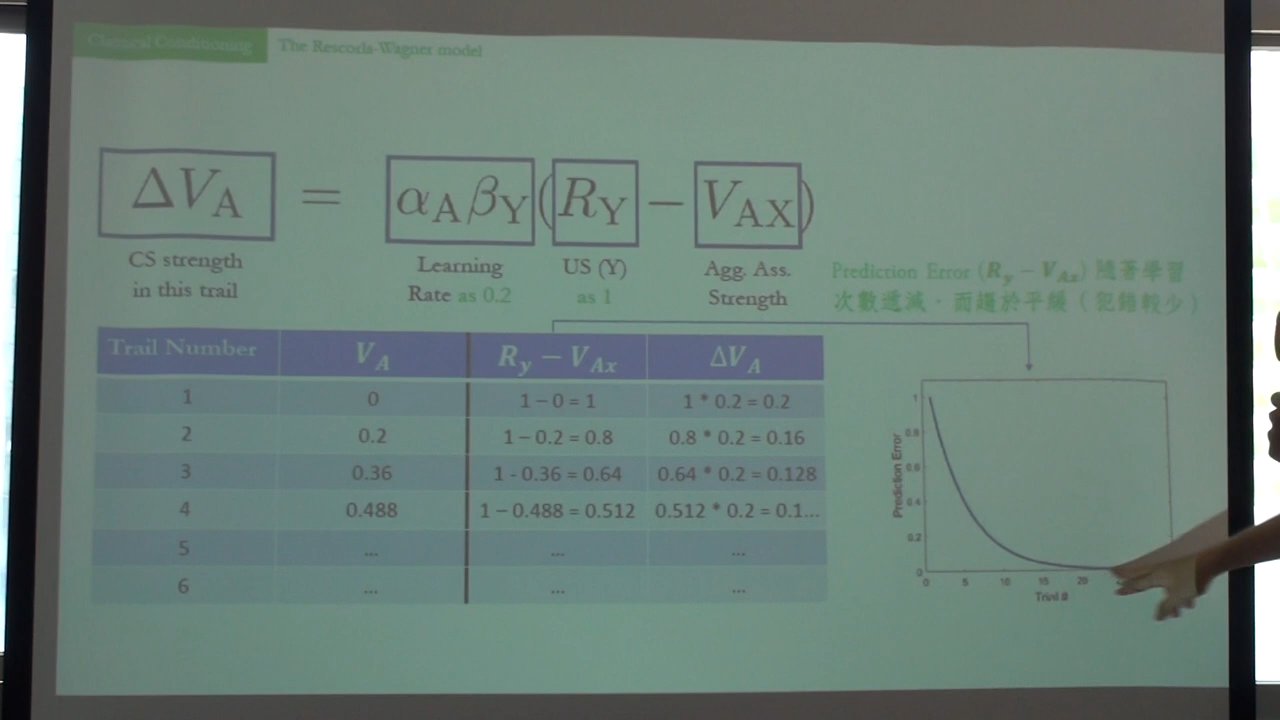 Classical Conditioning The Rescorla-Wagner model
ΔV_A = α_A β_Y (R_Y − V_AX)
CS strength
in this trail
Learning
Rate as 0.2
US (Y)
as 1
Agg. Ass.
Strength
Prediction Error (R_y − V_Ax) 隨著學習
次數遞減，而趨於平緩（犯錯較少）
Trail Number V_A R_y − V_Ax ΔV_A
1 0 1 – 0 = 1 1 * 0.2 = 0.2
2 0.2 1 – 0.2 = 0.8 0.8 * 0.2 = 0.16
3 0.36 1 - 0.36 = 0.64 0.64 * 0.2 = 0.128
4 0.488 1 – 0.488 = 0.512 0.512 * 0.2 = 0.1...
5 ... ... ...
6 ... ... ...
Prediction Error
1
0.8
0.6
0.4
0.2
0
0 5 10 15 20